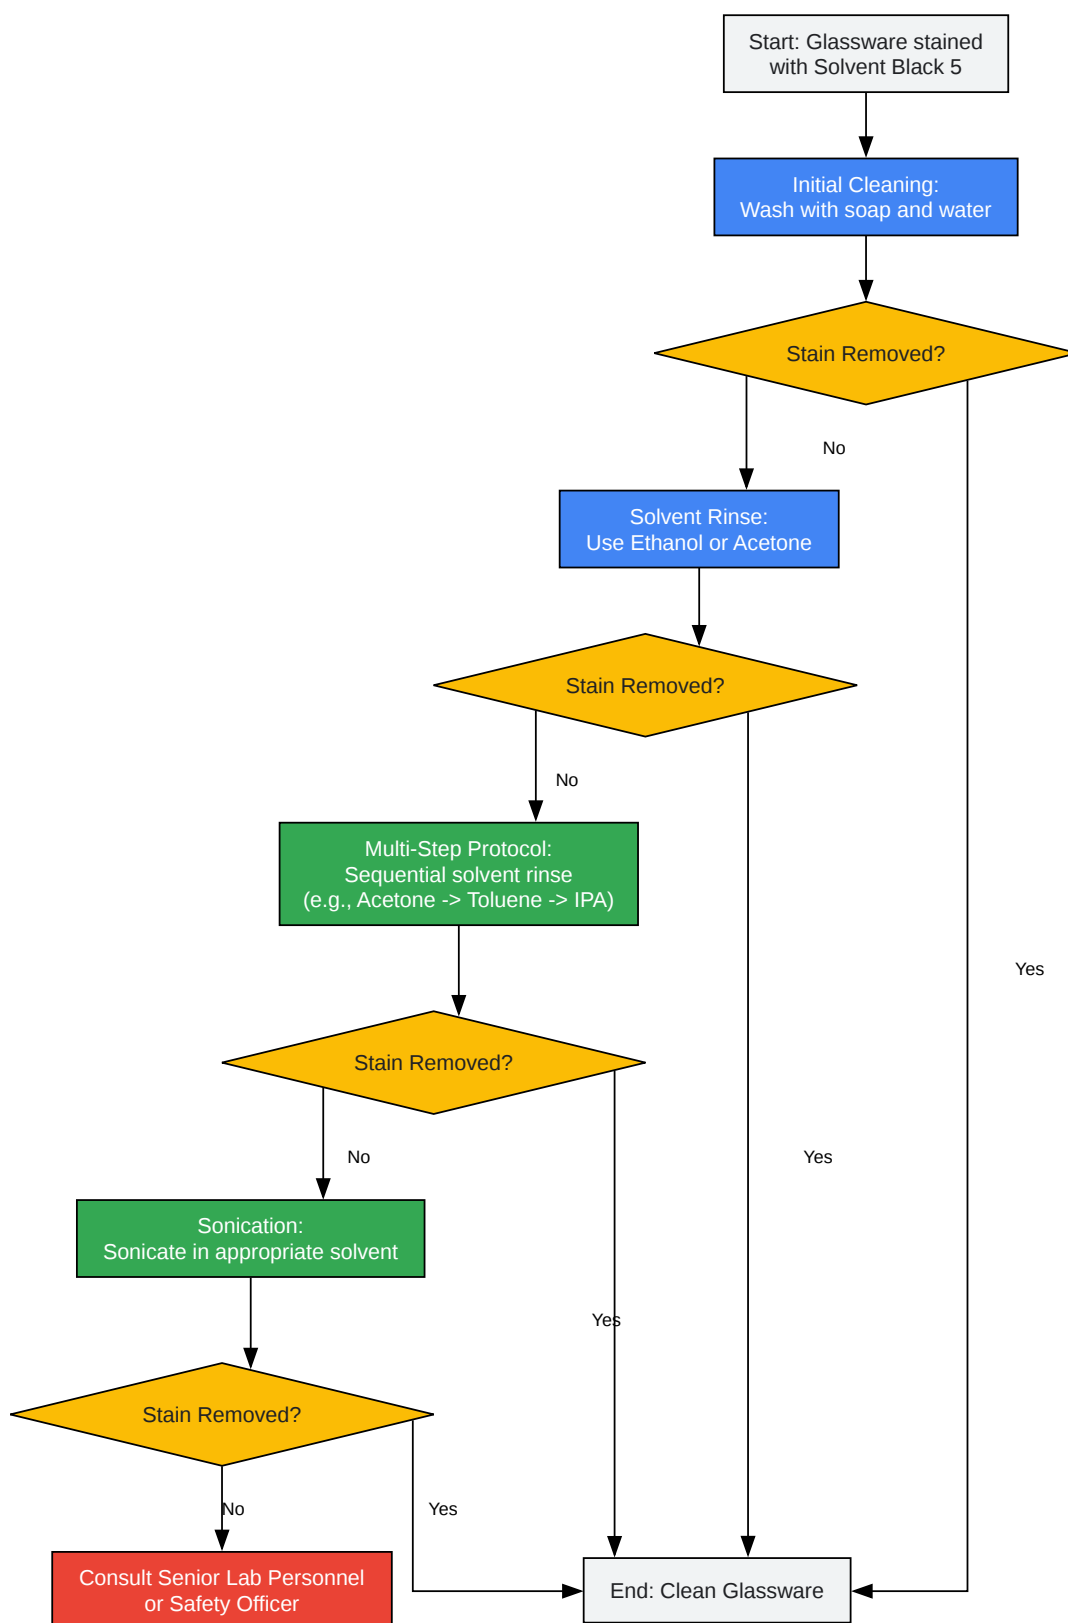 Start: Glassware stained
with Solvent Black 5
Initial Cleaning:
Wash with soap and water
Stain Removed?
No
Solvent Rinse:
Use Ethanol or Acetone
Stain Removed?
No
Multi-Step Protocol:
Sequential solvent rinse
(e.g., Acetone -> Toluene -> IPA)
Yes
Stain Removed?
No
Yes
Sonication:
Sonicate in appropriate solvent
Yes
Stain Removed?
No
Yes
Consult Senior Lab Personnel
or Safety Officer
End: Clean Glassware